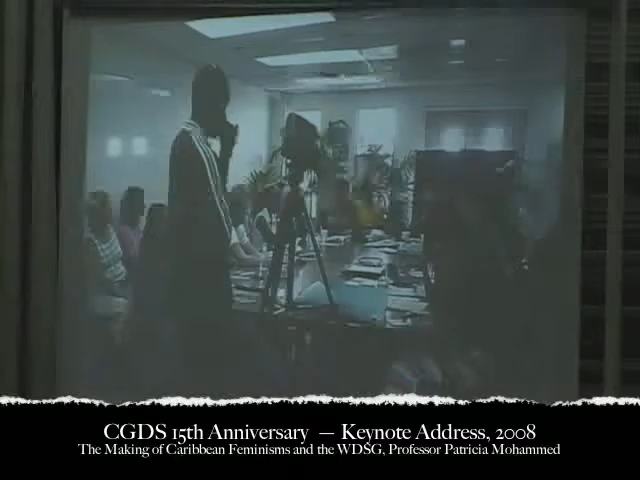 CGDS 15th Anniversary — Keynote Address, 2008
The Making of Caribbean Feminisms and the WDSG, Professor Patricia Mohammed